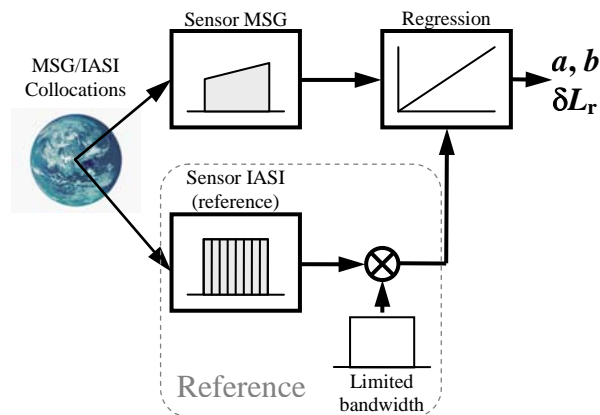 Sensor MSG
Regression
MSG/IASI
Collocations
a, b
δLr
Sensor IASI
(reference)
Reference
Limited
bandwidth